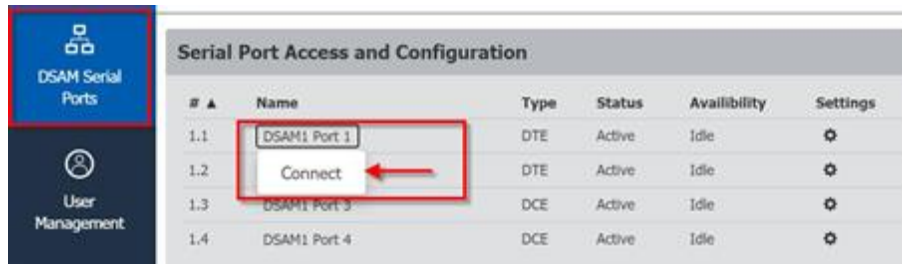 DSAM Serial
Ports
User
Management
Serial Port Access and Configuration
# ▲ Name Type Status Availibility Settings
1.1 DSAM1 Port 1 DTE Active Idle
1.2 Connect DTE Active Idle
1.3 DSAM1 Port 3 DCE Active Idle
1.4 DSAM1 Port 4 DCE Active Idle